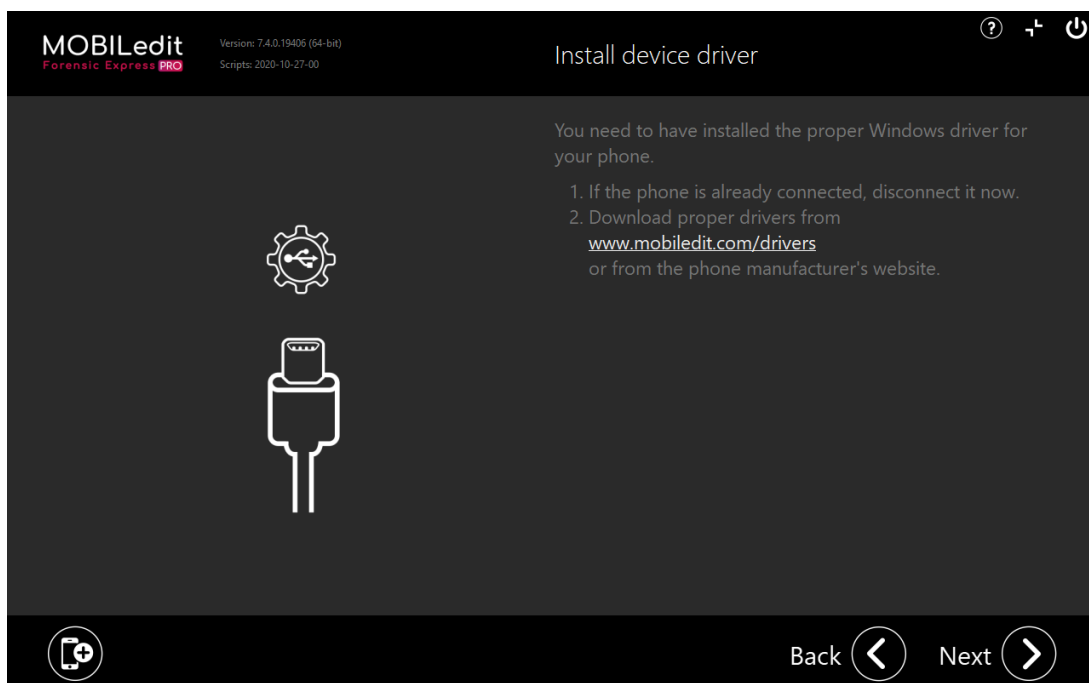 MOBILedit
Forensic Express PRO
Version: 7.4.0.19406 (64-bit)
Scripts: 2020-10-27-00
Install device driver
?
You need to have installed the proper Windows driver for
your phone.
1. If the phone is already connected, disconnect it now.
2. Download proper drivers from
www.mobiledit.com/drivers
or from the phone manufacturer's website.
Back
Next